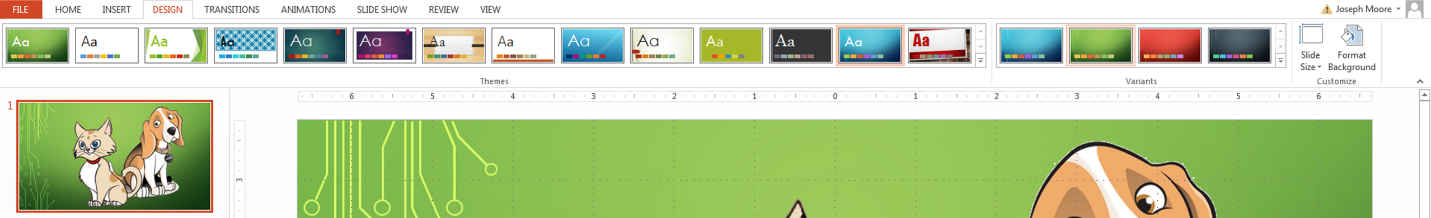 FILE HOME INSERT DESIGN TRANSITIONS ANIMATIONS SLIDE SHOW REVIEW VIEW Joseph Moore
Aa Aa Aa Aa Aa Aa Aa Aa Aa Aa Aa Aa Aa Aa
Slide Size Format Background
Themes Variants Customize
1
6 5 4 3 2 1 0 1 2 3 4 5 6
3